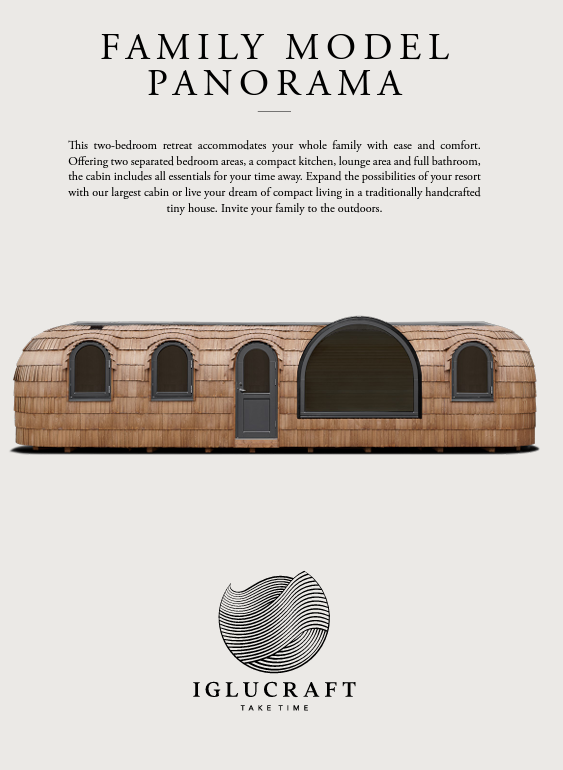 FAMILY MODEL
PANORAMA
This two-bedroom retreat accommodates your whole family with ease and comfort.
Offering two separated bedroom areas, a compact kitchen, lounge area and full bathroom,
the cabin includes all essentials for your time away. Expand the possibilities of your resort
with our largest cabin or live your dream of compact living in a traditionally handcrafted
tiny house. Invite your family to the outdoors.
IGLUCRAFT
TAKE TIME